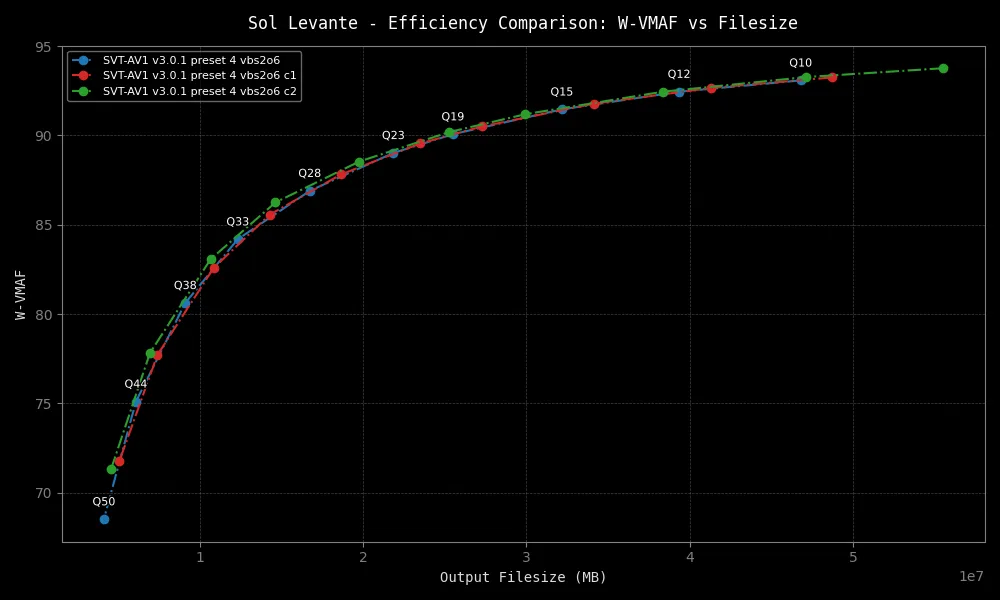 Sol Levante - Efficiency Comparison: W-VMAF vs Filesize
SVT-AV1 v3.0.1 preset 4 vbs2o6
SVT-AV1 v3.0.1 preset 4 vbs2o6 c1
SVT-AV1 v3.0.1 preset 4 vbs2o6 c2
95
90
85
80
75
70
W-VMAF
Q10
Q12
Q15
Q19
Q23
Q28
Q33
Q38
Q44
Q50
1 2 3 4 5
1e7
Output Filesize (MB)